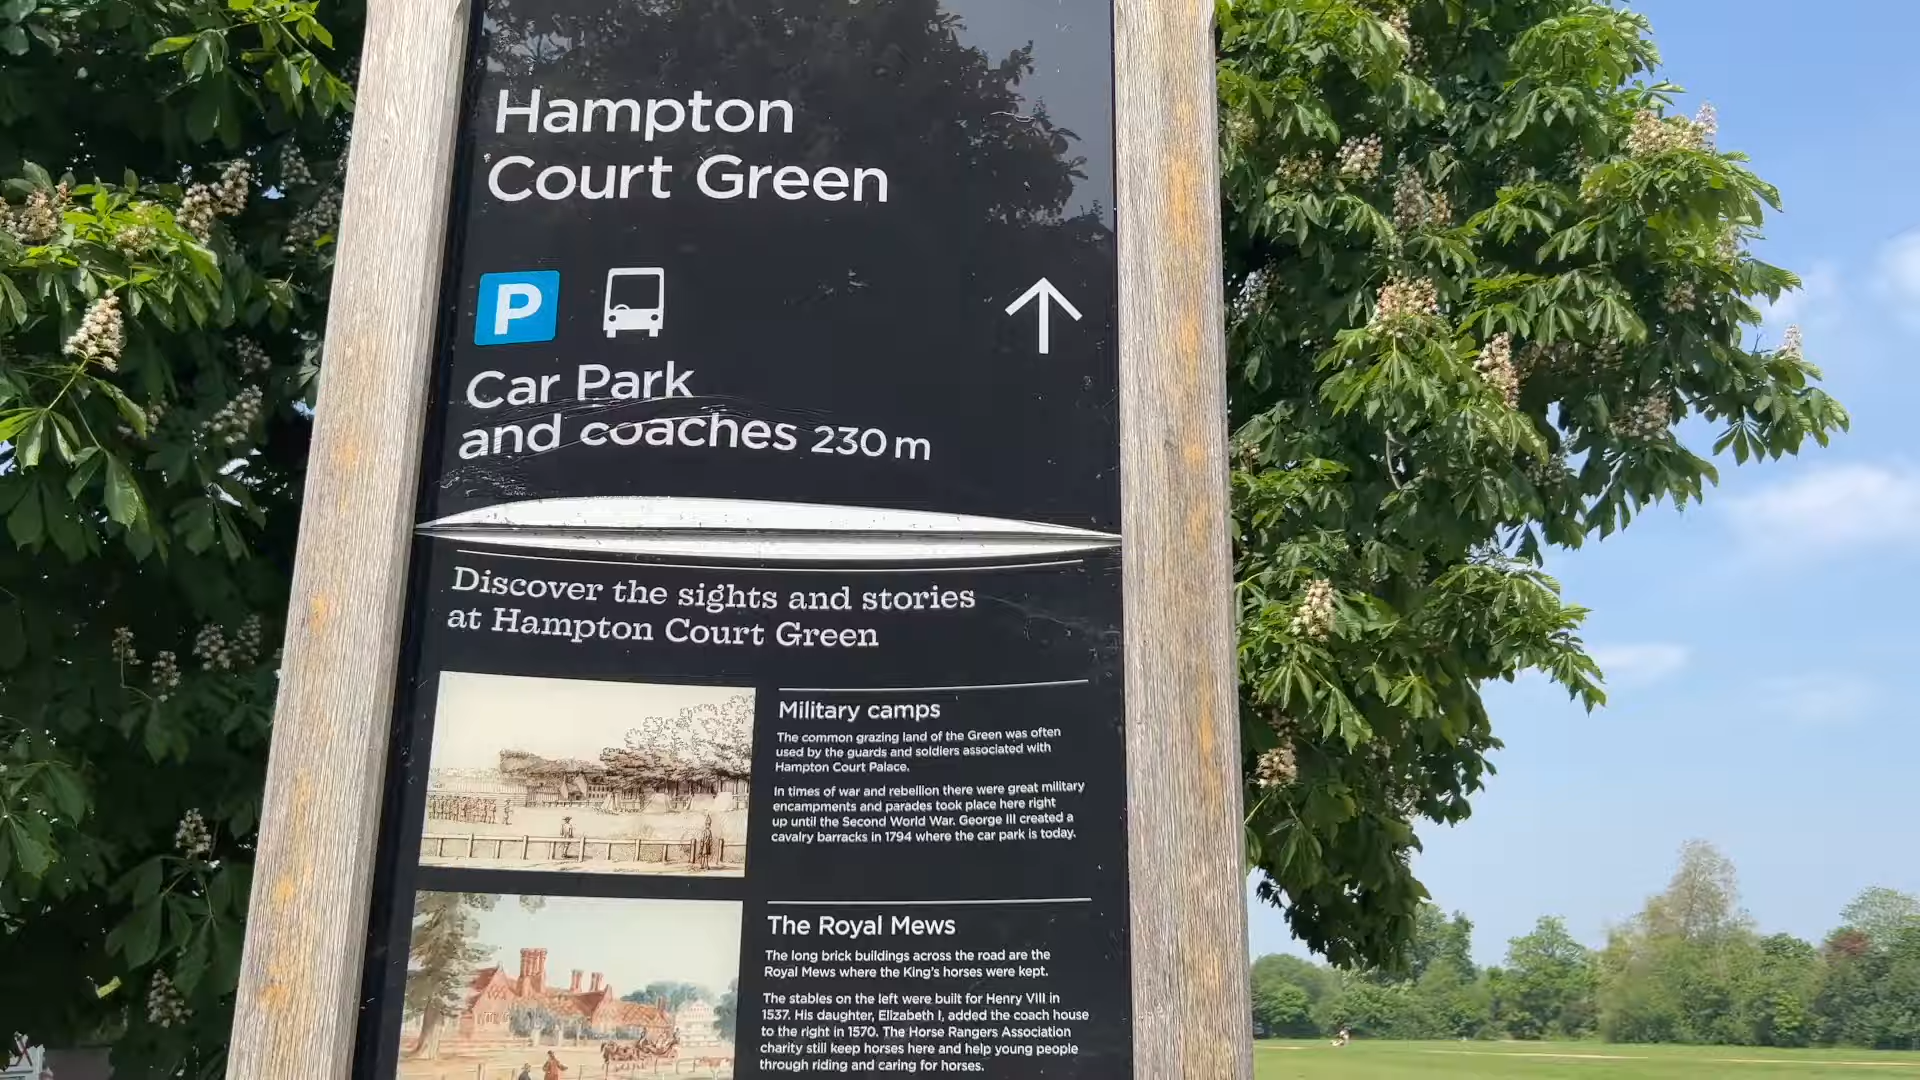 Hampton
Court Green
P
Car Park
and coaches 230 m
Discover the sights and stories
at Hampton Court Green
Military camps
The common grazing land of the Green was often
used by the guards and soldiers associated with
Hampton Court Palace.
In times of war and rebellion there were great military
encampments and parades took place here right
up until the Second World War. George III created a
cavalry barracks in 1794 where the car park is today.
The Royal Mews
The long brick buildings across the road are the
Royal Mews where the King's horses were kept.
The stables on the left were built for Henry VIII in
1537. His daughter, Elizabeth I, added the coach house
to the right in 1570. The Horse Rangers Association
charity still keep horses here and help young people
through riding and caring for horses.